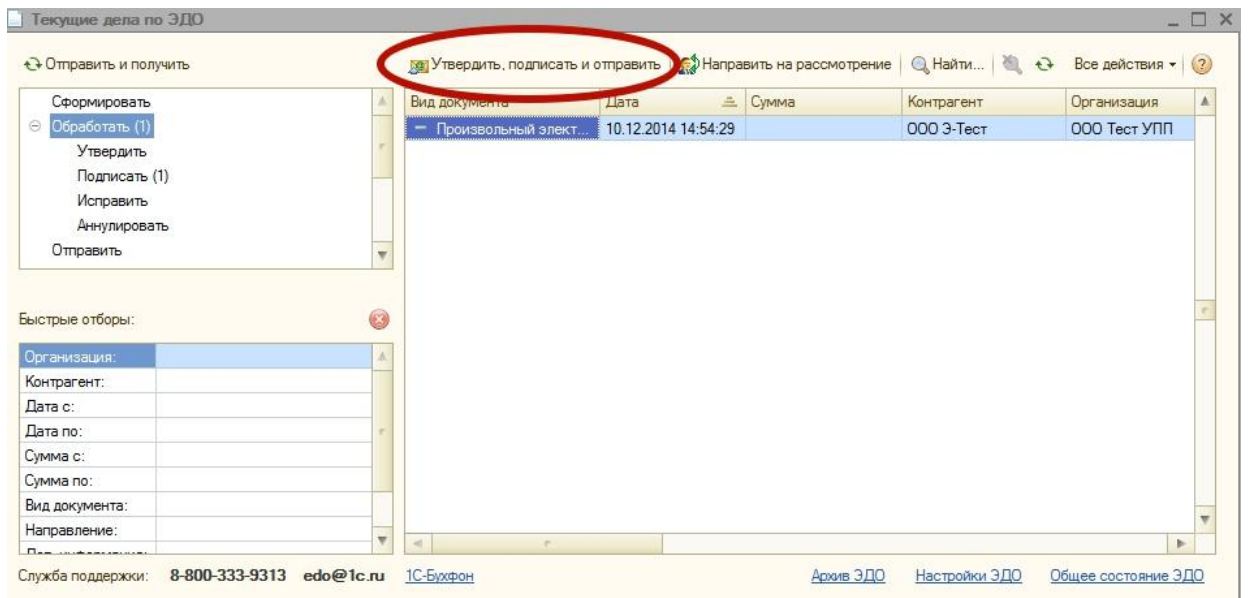 Текущие дела по ЭДО
Отправить и получить
Утвердить, подписать и отправить
Направить на рассмотрение
Найти...
Все действия
Сформировать
Обработать (1)
Утвердить
Подписать (1)
Исправить
Аннулировать
Отправить
Вид документа Дата Сумма Контрагент Организация
Произвольный элект... 10.12.2014 14:54:29 ООО Э-Тест ООО Тест УПП
Быстрые отборы:
Организация:
Контрагент:
Дата с:
Дата по:
Сумма с:
Сумма по:
Вид документа:
Направление:
Служба поддержки: 8-800-333-9313 edo@1c.ru 1С-Бухфон Архив ЭДО Настройки ЭДО Общее состояние ЭДО